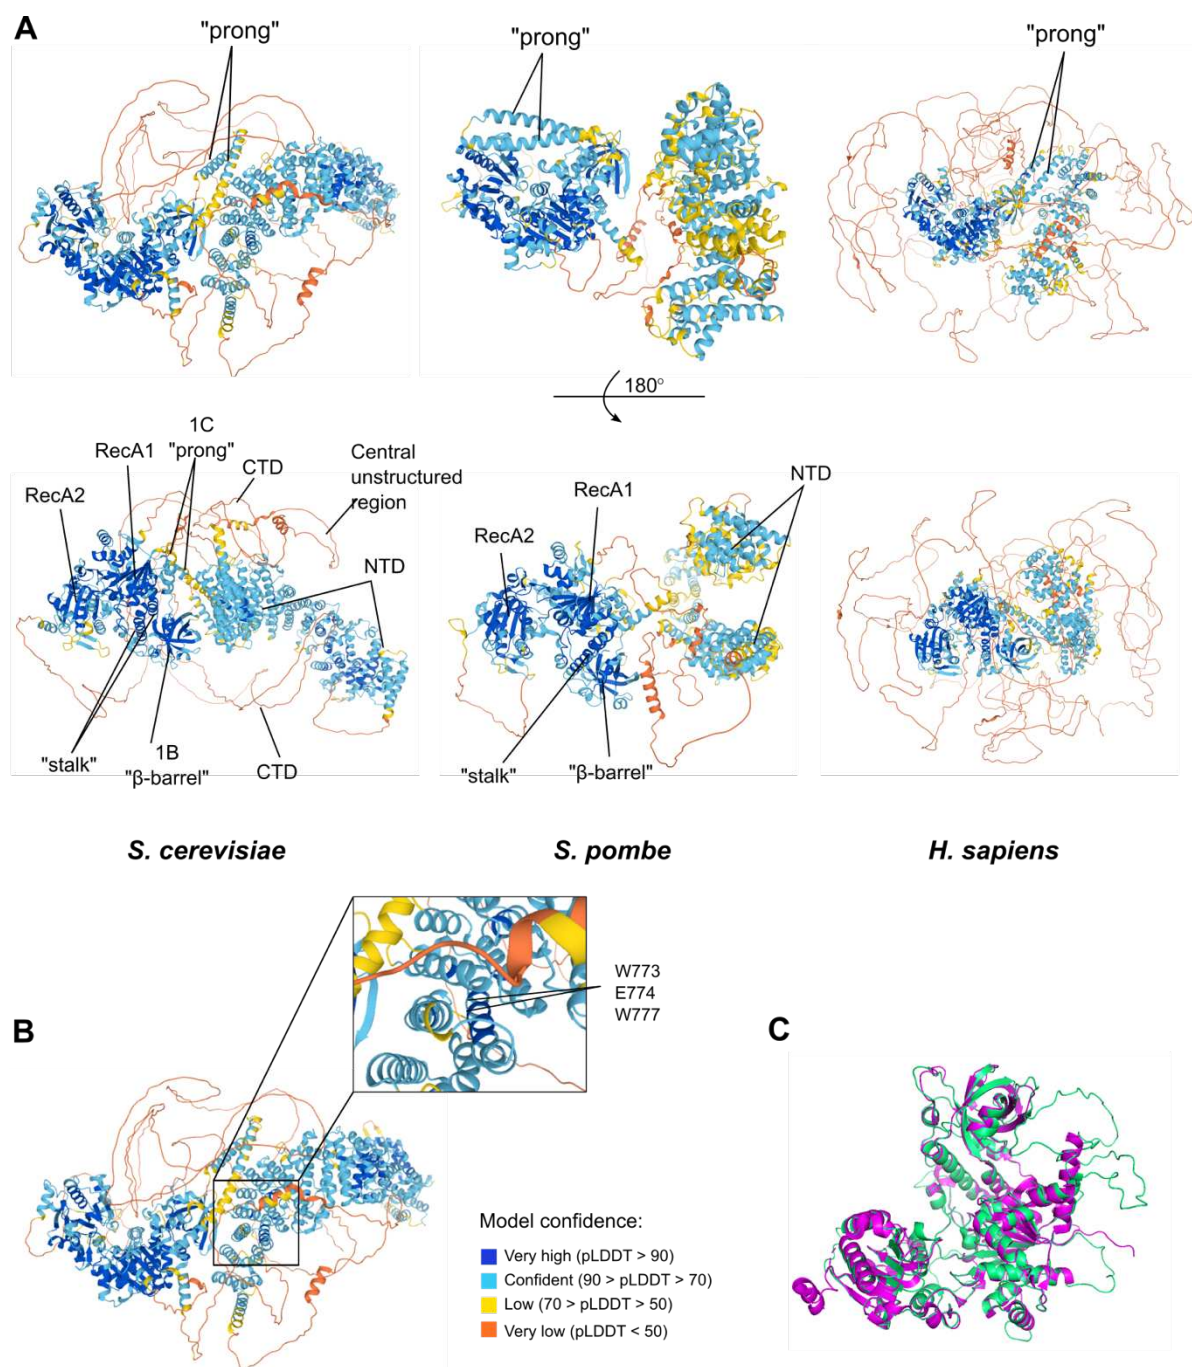 A
"prong"
"prong"
"prong"
180°
1C
"prong"
RecA1
RecA2
CTD
Central
unstructured
region
NTD
"stalk"
1B
"β-barrel"
CTD
RecA1
RecA2
NTD
"stalk"
"β-barrel"
S. cerevisiae
S. pombe
H. sapiens
W773
E774
W777
B
C
Model confidence:
Very high (pLDDT > 90)
Confident (90 > pLDDT > 70)
Low (70 > pLDDT > 50)
Very low (pLDDT < 50)